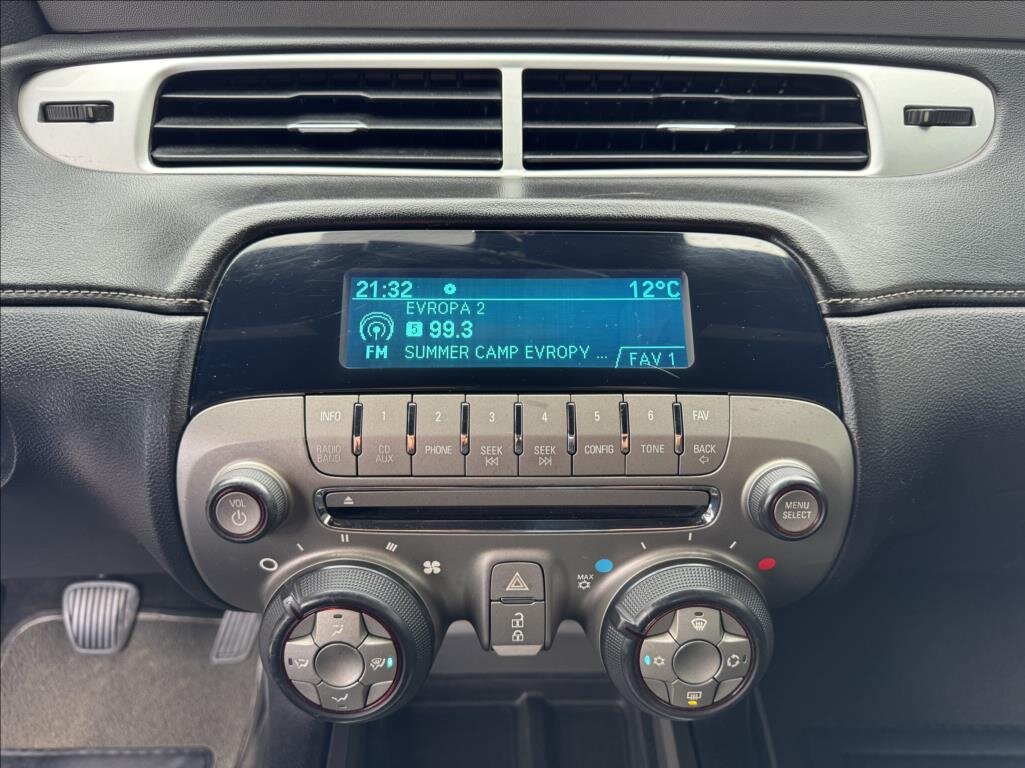 21:32 12°C
EVROPA 2
5 99.3
FM SUMMER CAMP EVROPY ... FAV 1
INFO 1 2 3 4 5 6 FAV
RADIO BAND CD AUX PHONE SEEK SEEK CONFIG TONE BACK
VOL
MENU SELECT
MAX